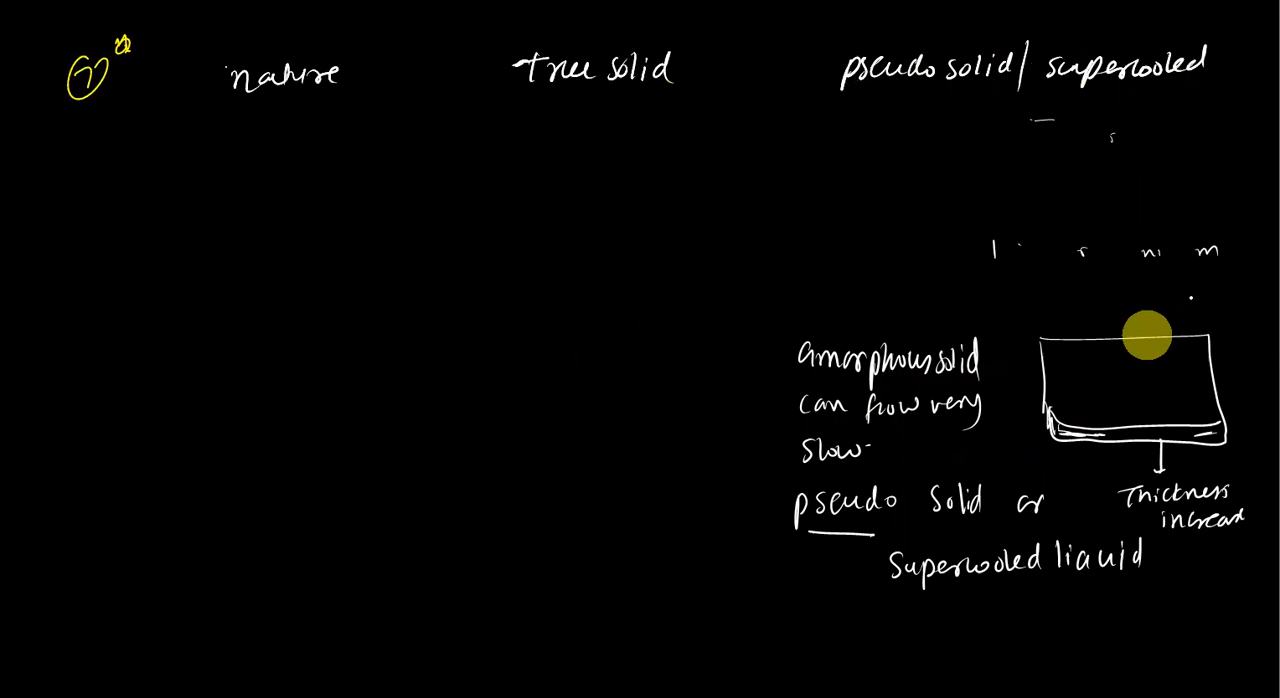 7 nature true solid pseudo solid/ supercooled
amorphous solid
can flow very
slow
pseudo solid or
supercooled liquid
Thickness
increase